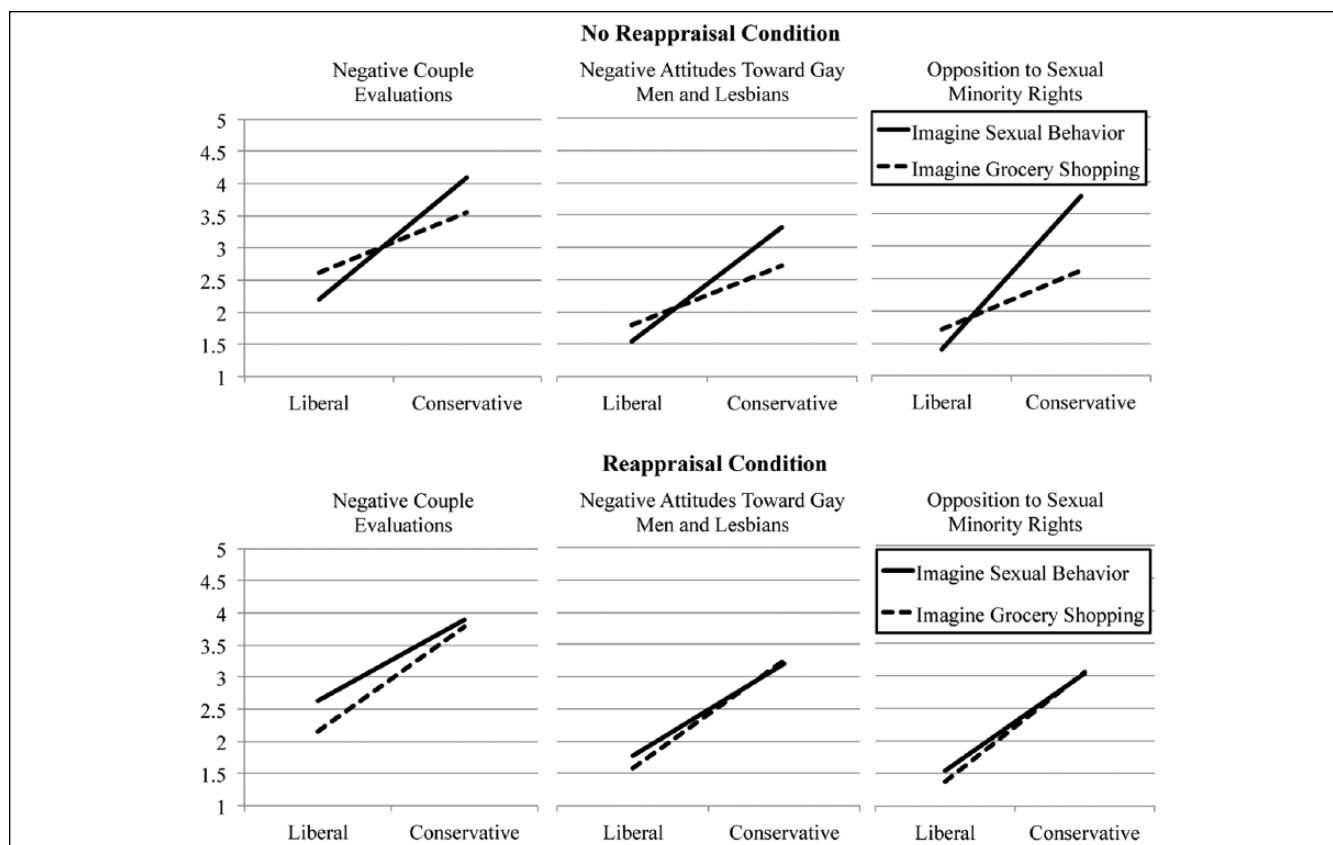 No Reappraisal Condition
Negative Couple
Evaluations
Negative Attitudes Toward Gay
Men and Lesbians
Opposition to Sexual
Minority Rights
Imagine Sexual Behavior
Imagine Grocery Shopping
5
4.5
4
3.5
3
2.5
2
1.5
1
Liberal
Conservative
Liberal
Conservative
Liberal
Conservative
Reappraisal Condition
Negative Couple
Evaluations
Negative Attitudes Toward Gay
Men and Lesbians
Opposition to Sexual
Minority Rights
Imagine Sexual Behavior
Imagine Grocery Shopping
5
4.5
4
3.5
3
2.5
2
1.5
1
Liberal
Conservative
Liberal
Conservative
Liberal
Conservative